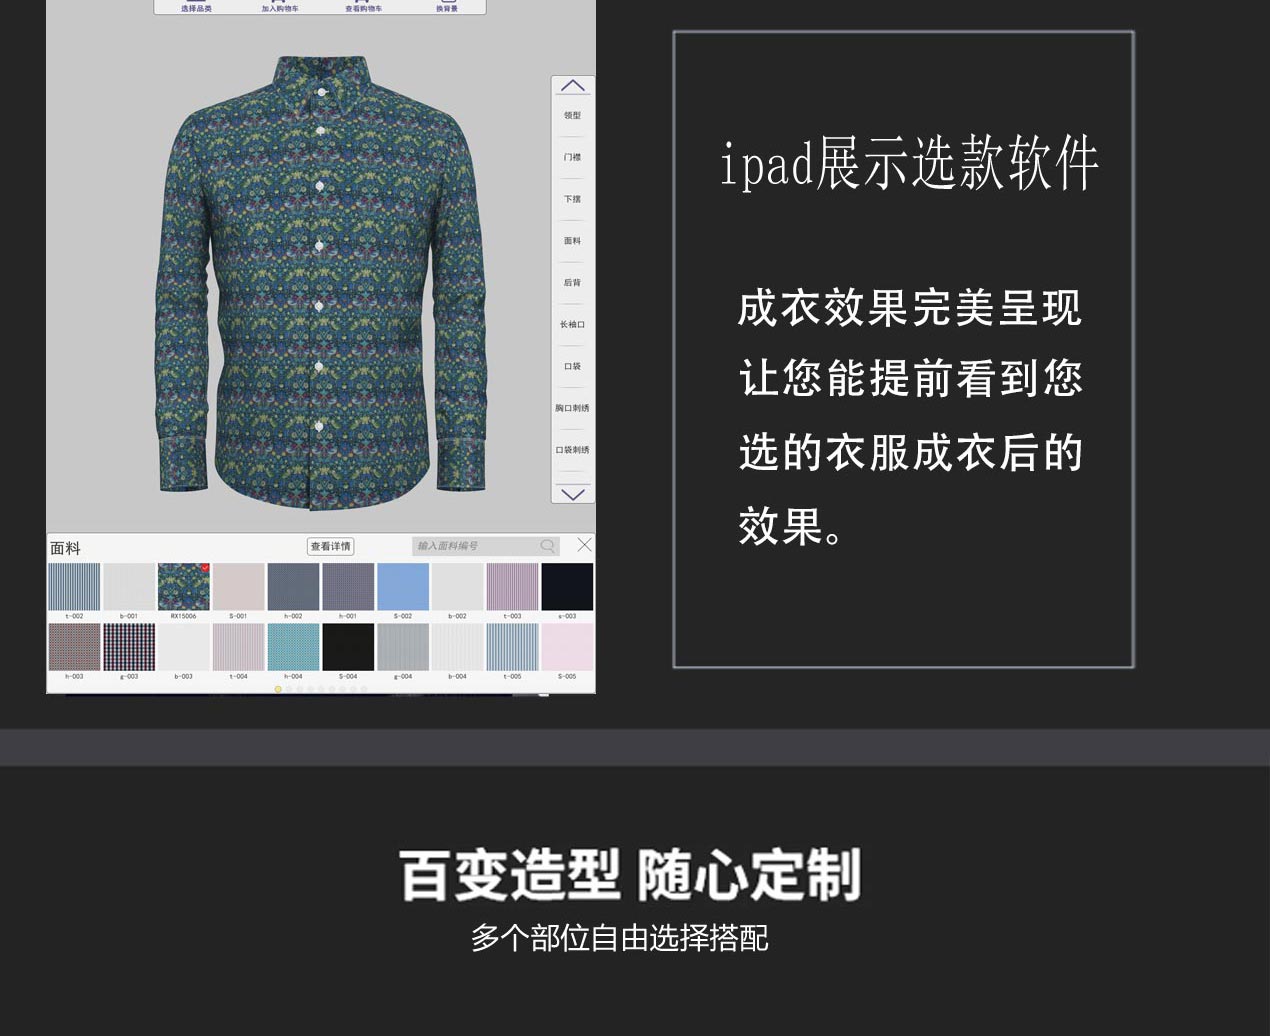 选择品类
加入购物车
查看购物车
换背景
领型
门襟
下摆
面料
后背
长袖口
口袋
胸口刺绣
口袋刺绣
面料
查看详情
输入面料编号
t-002
b-001
RX15006
S-001
h-002
h-001
S-002
b-002
t-003
s-003
h-003
g-003
b-003
t-004
h-004
S-004
g-004
b-004
t-005
S-005
ipad展示选款软件
成衣效果完美呈现
让您能提前看到您
选的衣服成衣后的
效果。
百变造型 随心定制
多个部位自由选择搭配